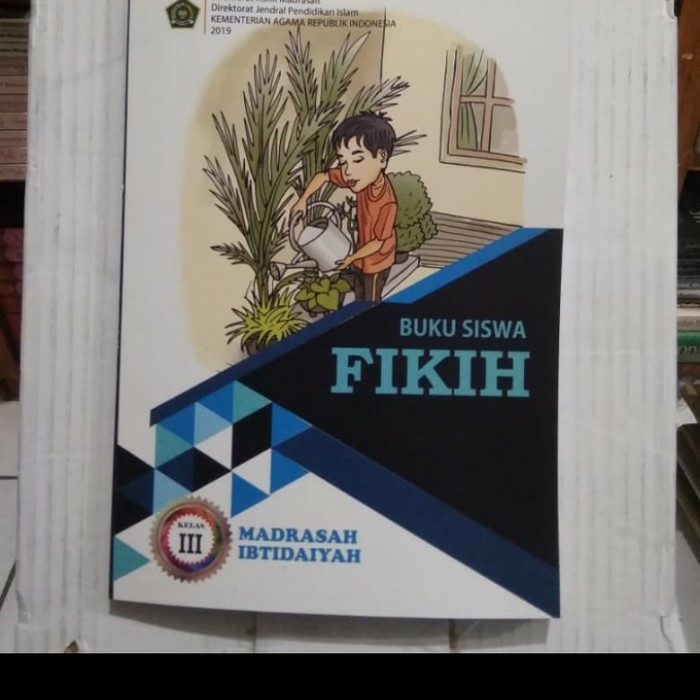 Direktorat Jendral Pendidikan Islam
KEMENTERIAN AGAMA REPUBLIK INDONESIA
2019
BUKU SISWA
FIKIH
KELAS
III
MADRASAH
IBTIDAIYAH